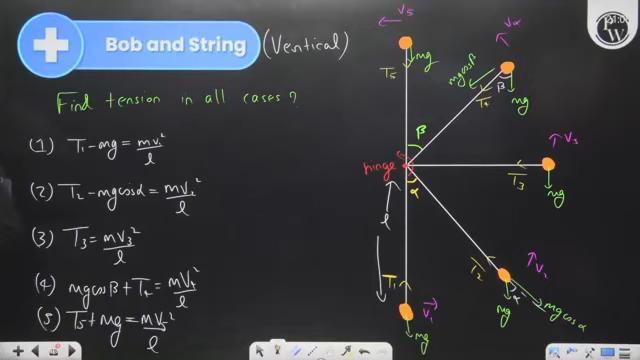 Bob and String (Vertical)
Find tension in all cases?
(1) T₁ - mg = mv₁²/l
(2) T₂ - mgcosα = mv₂²/l
(3) T₃ = mv₃²/l
(4) mgcosβ + T₄ = mv₄²/l
(5) T₅ + mg = mv₅²/l
V₅
T₅
mg
mgcosβ
T₄
β
mg
β
hinge
α
l
V₃
T₃
mg
T₂
V₂
α
mg
mgcosα
T₁
V₁
mg